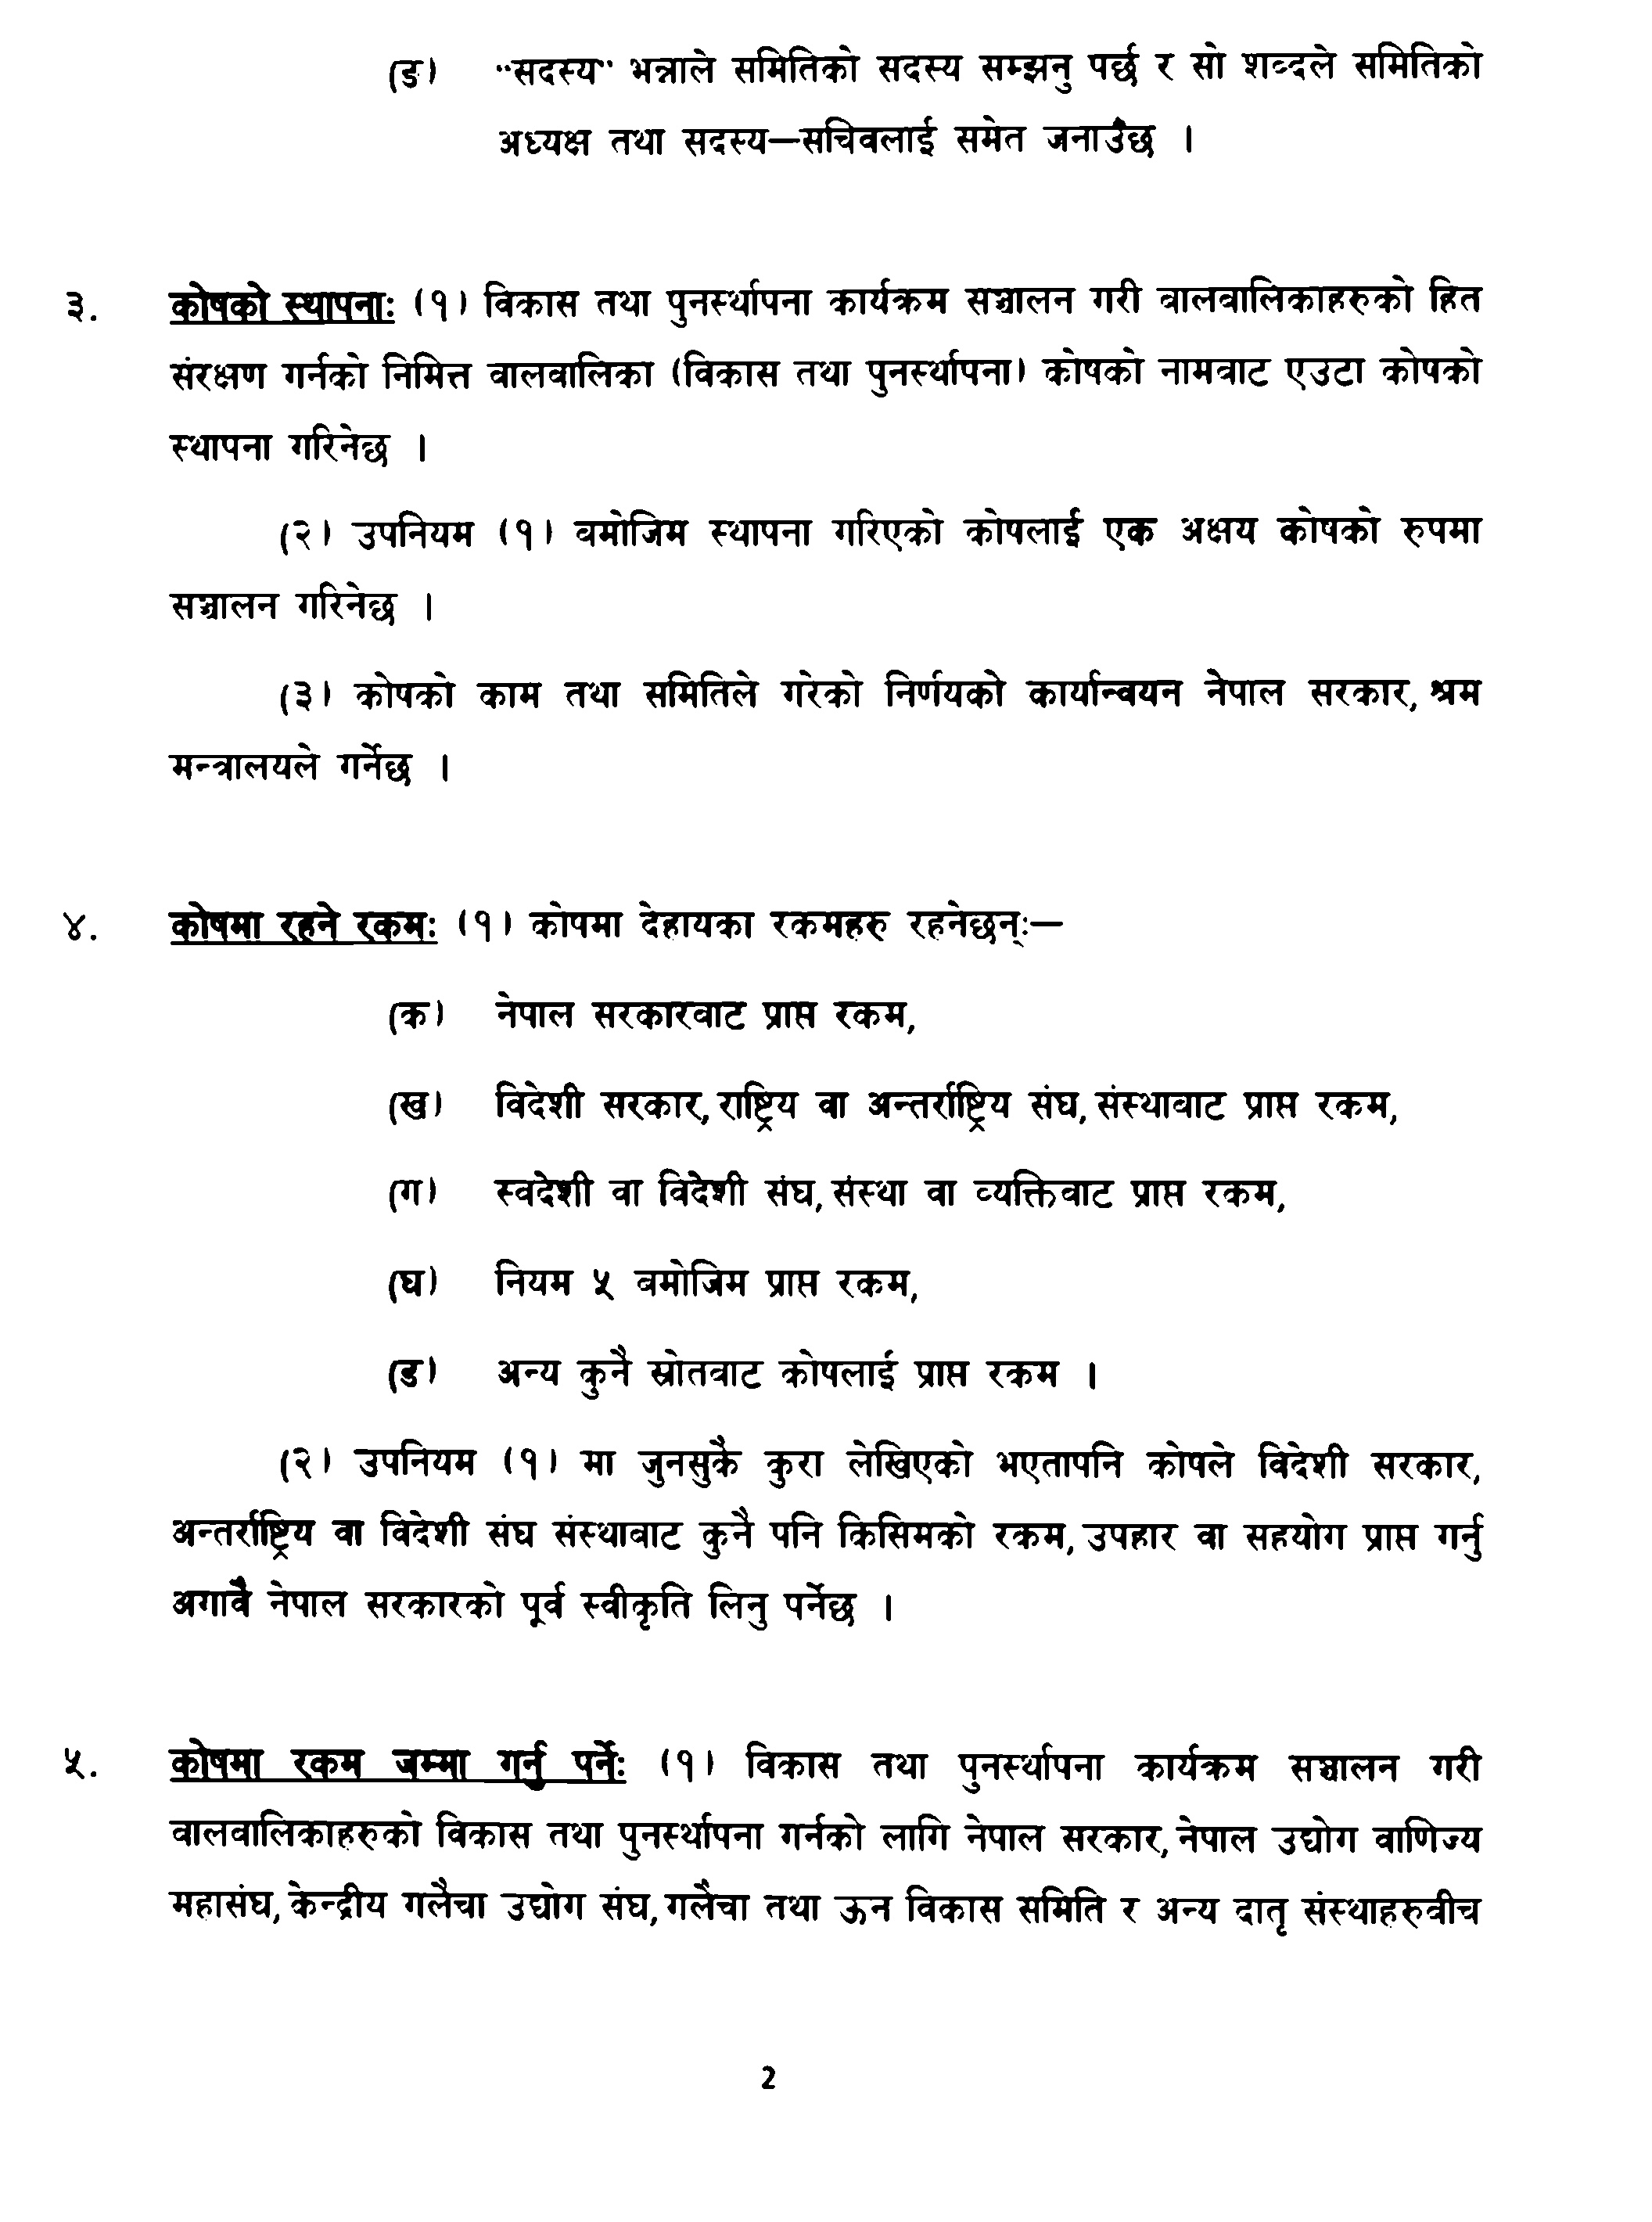 (ङ) "सदस्य" भन्नाले समितिको सदस्य सम्झनु पर्छ र सो शब्दले समितिको
अध्यक्ष तथा सदस्य–सचिवलाई समेत जनाउँछ ।
३. कोषको स्थापनाः (१) विकास तथा पुनर्स्थापना कार्यक्रम सञ्चालन गरी बालबालिकाहरुको हित
संरक्षण गर्नको निमित्त बालबालिका (विकास तथा पुनर्स्थापना) कोषको नामबाट एउटा कोषको
स्थापना गरिनेछ ।
(२) उपनियम (१) बमोजिम स्थापना गरिएको कोषलाई एक अक्षय कोषको रुपमा
सञ्चालन गरिनेछ ।
(३) कोषको काम तथा समितिले गरेको निर्णयको कार्यान्वयन नेपाल सरकार, श्रम
मन्त्रालयले गर्नेछ ।
४. कोषमा रहने रकमः (१) कोषमा देहायका रकमहरु रहनेछन्ः–
(क) नेपाल सरकारबाट प्राप्त रकम,
(ख) विदेशी सरकार, राष्ट्रिय वा अन्तर्राष्ट्रिय संघ, संस्थाबाट प्राप्त रकम,
(ग) स्वदेशी वा विदेशी संघ, संस्था वा व्यक्तिबाट प्राप्त रकम,
(घ) नियम ५ बमोजिम प्राप्त रकम,
(ङ) अन्य कुनै स्रोतबाट कोषलाई प्राप्त रकम ।
(२) उपनियम (१) मा जुनसुकै कुरा लेखिएको भएतापनि कोषले विदेशी सरकार,
अन्तर्राष्ट्रिय वा विदेशी संघ संस्थाबाट कुनै पनि किसिमको रकम, उपहार वा सहयोग प्राप्त गर्नु
अगावै नेपाल सरकारको पूर्व स्वीकृति लिनु पर्नेछ ।
५. कोषमा रकम जम्मा गर्नु पर्नेः (१) विकास तथा पुनर्स्थापना कार्यक्रम सञ्चालन गरी
बालबालिकाहरुको विकास तथा पुनर्स्थापना गर्नको लागि नेपाल सरकार, नेपाल उद्योग वाणिज्य
महासंघ, केन्द्रीय गलैंचा उद्योग संघ, गलैंचा तथा ऊन विकास समिति र अन्य दातृ संस्थाहरुबीच
2